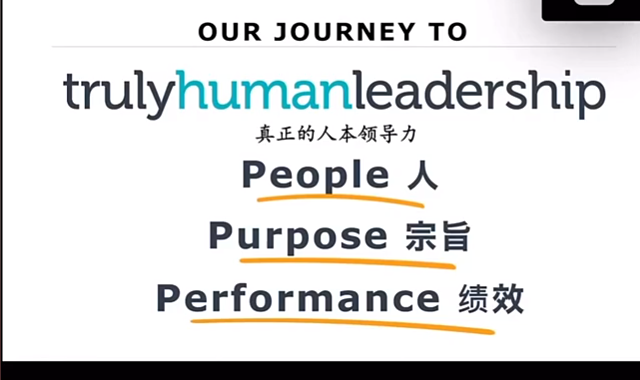 OUR JOURNEY TO
trulyhumanleadership
真正的人本领导力
People 人
Purpose 宗旨
Performance 绩效